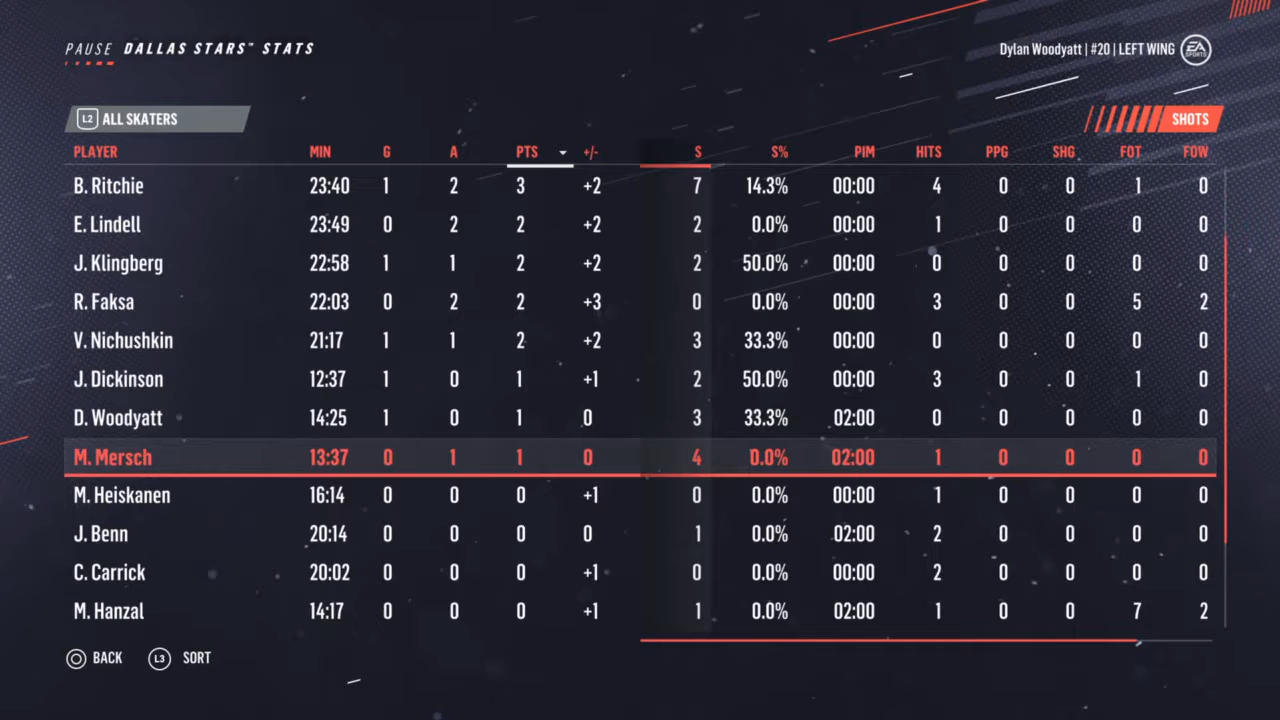 PAUSE DALLAS STARS™ STATS
Dylan Woodyatt | #20 | LEFT WING EA SPORTS
L2 ALL SKATERS
SHOTS
PLAYER MIN G A PTS +/- S S% PIM HITS PPG SHG FOT FOW
B. Ritchie 23:40 1 2 3 +2 7 14.3% 00:00 4 0 0 1 0
E. Lindell 23:49 0 2 2 +2 2 0.0% 00:00 1 0 0 0 0
J. Klingberg 22:58 1 1 2 +2 2 50.0% 00:00 0 0 0 0 0
R. Faksa 22:03 0 2 2 +3 0 0.0% 00:00 3 0 0 5 2
V. Nichushkin 21:17 1 1 2 +2 3 33.3% 00:00 0 0 0 0 0
J. Dickinson 12:37 1 0 1 +1 2 50.0% 00:00 3 0 0 1 0
D. Woodyatt 14:25 1 0 1 0 3 33.3% 02:00 0 0 0 0 0
M. Mersch 13:37 0 1 1 0 4 0.0% 02:00 1 0 0 0 0
M. Heiskanen 16:14 0 0 0 +1 0 0.0% 00:00 1 0 0 0 0
J. Benn 20:14 0 0 0 0 1 0.0% 02:00 2 0 0 0 0
C. Carrick 20:02 0 0 0 +1 0 0.0% 00:00 2 0 0 0 0
M. Hanzal 14:17 0 0 0 +1 1 0.0% 02:00 1 0 0 7 2
BACK L3 SORT